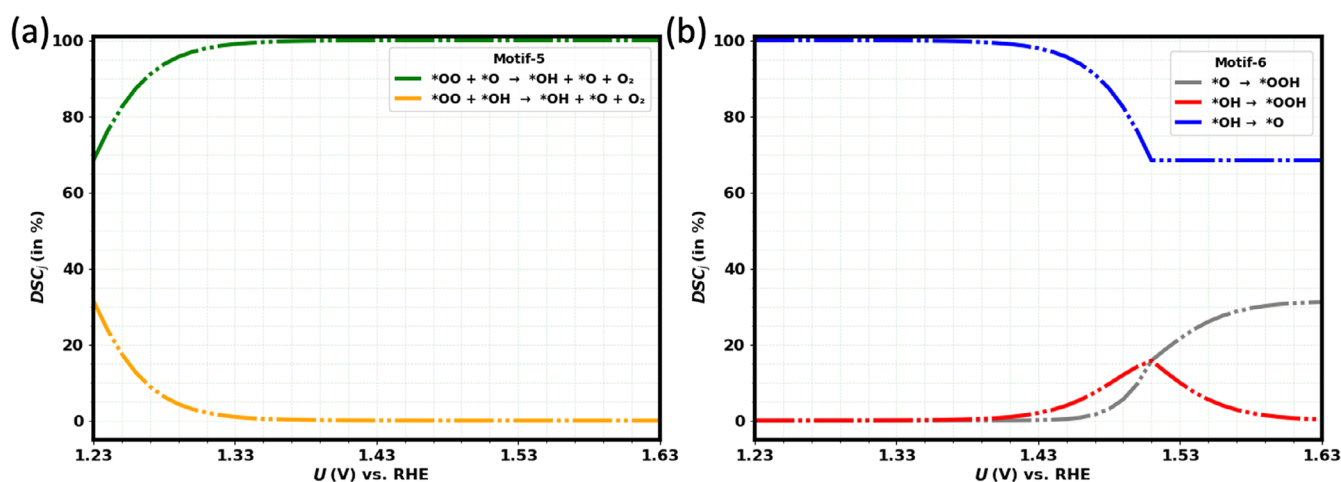 (a)
100
80
60
40
20
0
DSCj (in %)
Motif-5
*OO + *O → *OH + *O + O₂
*OO + *OH → *OH + *O + O₂
1.23 1.33 1.43 1.53 1.63
U (V) vs. RHE
(b)
100
80
60
40
20
0
DSCj (in %)
Motif-6
*O → *OOH
*OH → *OOH
*OH → *O
1.23 1.33 1.43 1.53 1.63
U (V) vs. RHE